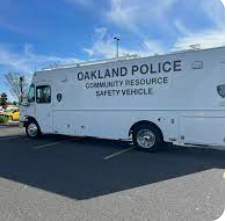 OAKLAND POLICE
COMMUNITY RESOURCE
SAFETY VEHICLE